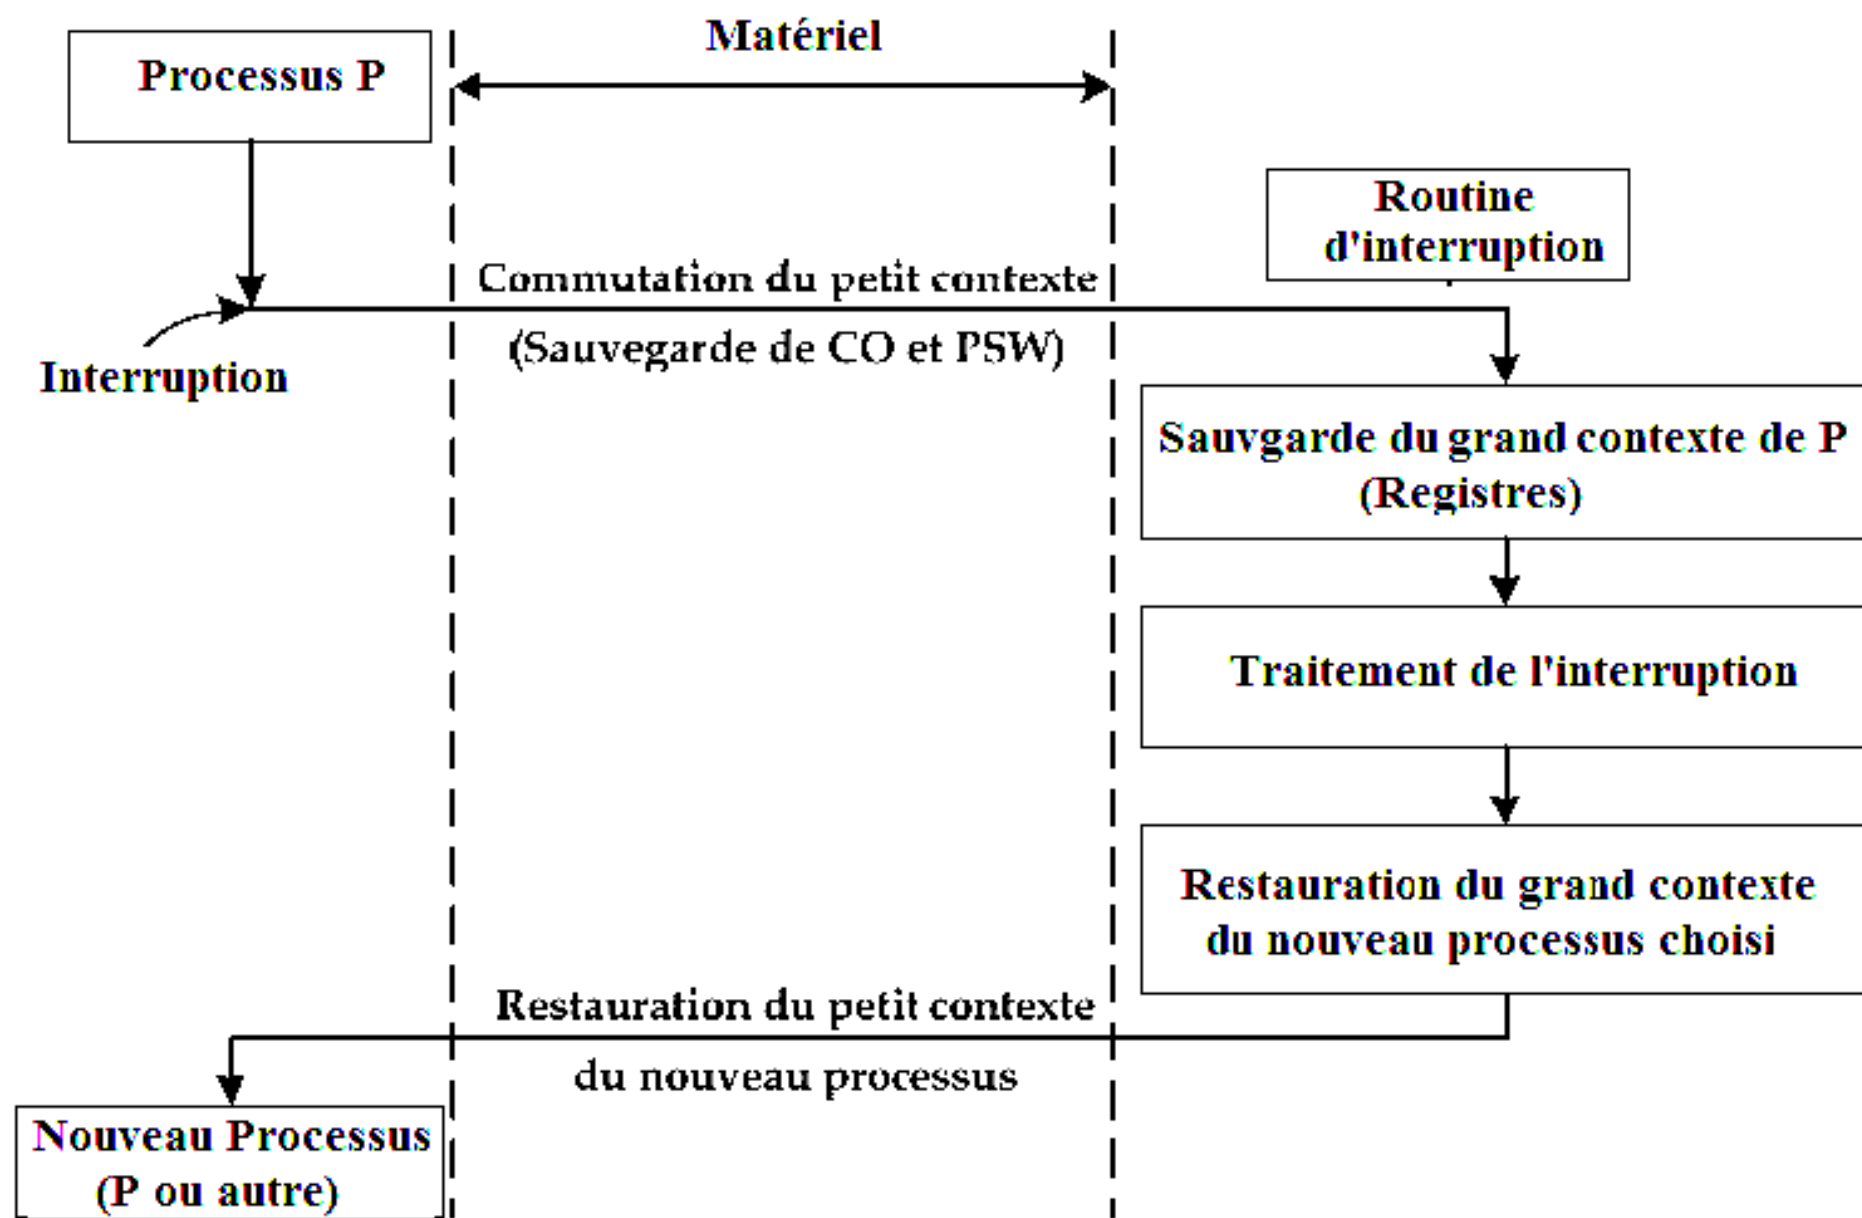 Matériel
Processus P
Routine
d'interruption
Commutation du petit contexte
(Sauvegarde de CO et PSW)
Interruption
Sauvgarde du grand contexte de P
(Registres)
Traitement de l'interruption
Restauration du grand contexte
du nouveau processus choisi
Restauration du petit contexte
du nouveau processus
Nouveau Processus
(P ou autre)